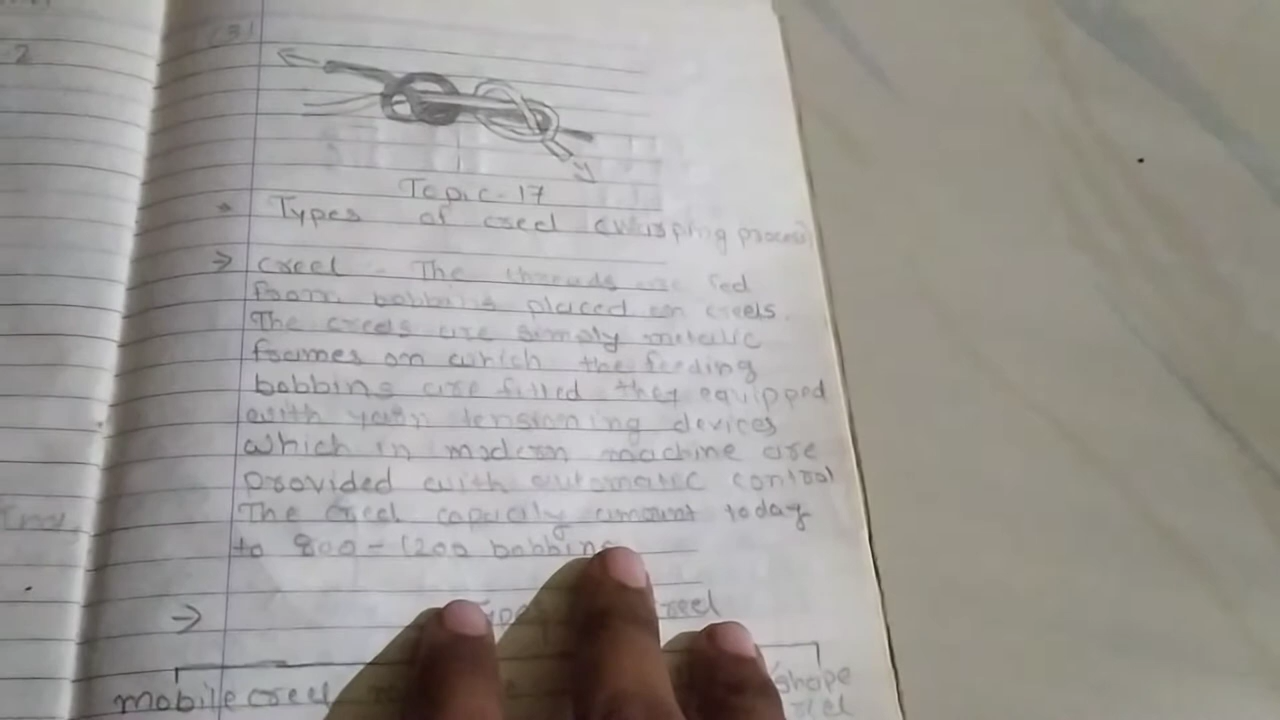 2
(3)
Topic-17
* Types of creel (Warping process)
→ Creel - The threads are fed
from bobbins placed on creels.
The creels are simply metallic
frames on which the feeding
bobbins are fitted they equipped
with yarn tensioning devices
which in modern machine are
provided with automatic control
The creel capacity amount today
to 800-1200 bobbins
→ creel
mobile creel shape